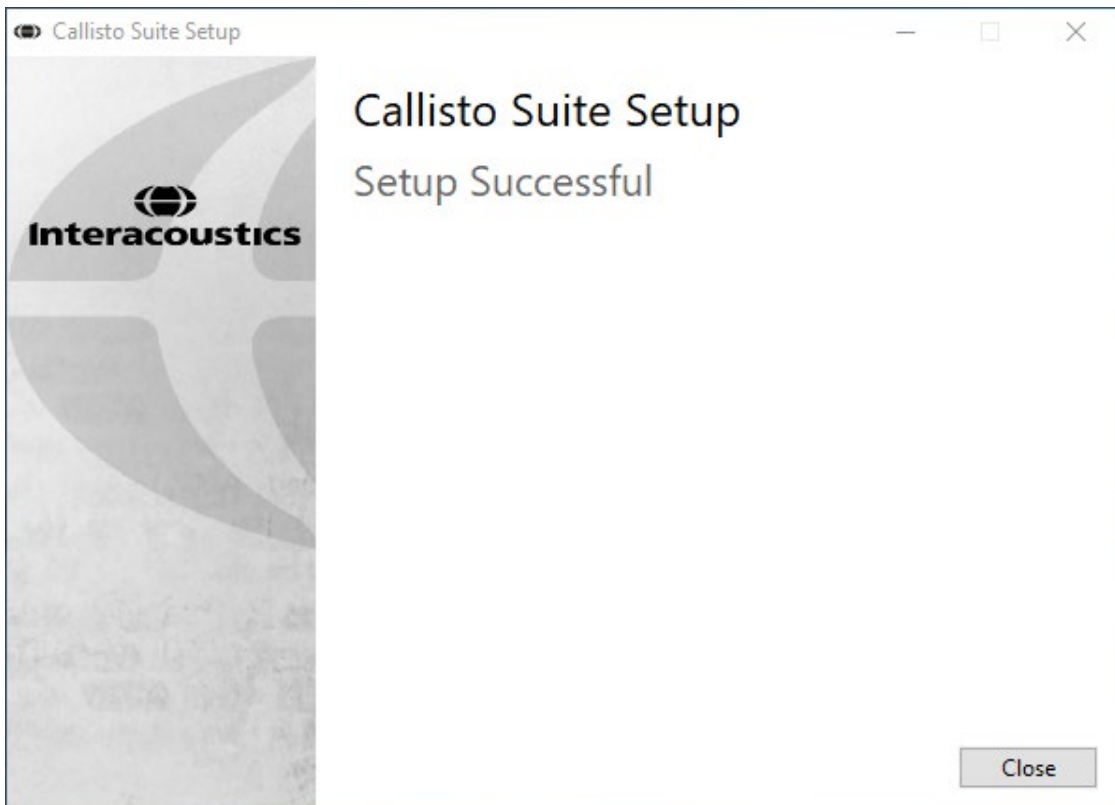 Callisto Suite Setup
Callisto Suite Setup
Setup Successful
Interacoustics
Close